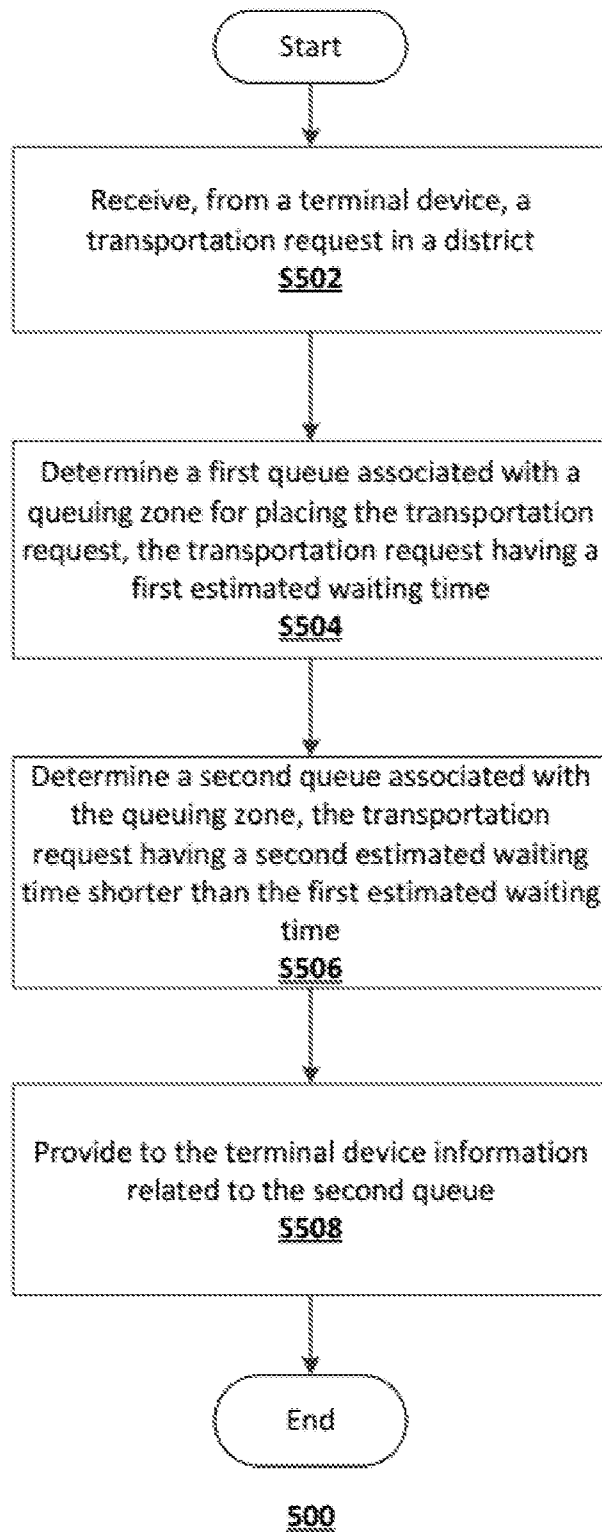 Start
Receive, from a terminal device, a
transportation request in a district
S502
Determine a first queue associated with a
queuing zone for placing the transportation
request, the transportation request having a
first estimated waiting time
S504
Determine a second queue associated with
the queuing zone, the transportation
request having a second estimated waiting
time shorter than the first estimated waiting
time
S506
Provide to the terminal device information
related to the second queue
S508
End
500